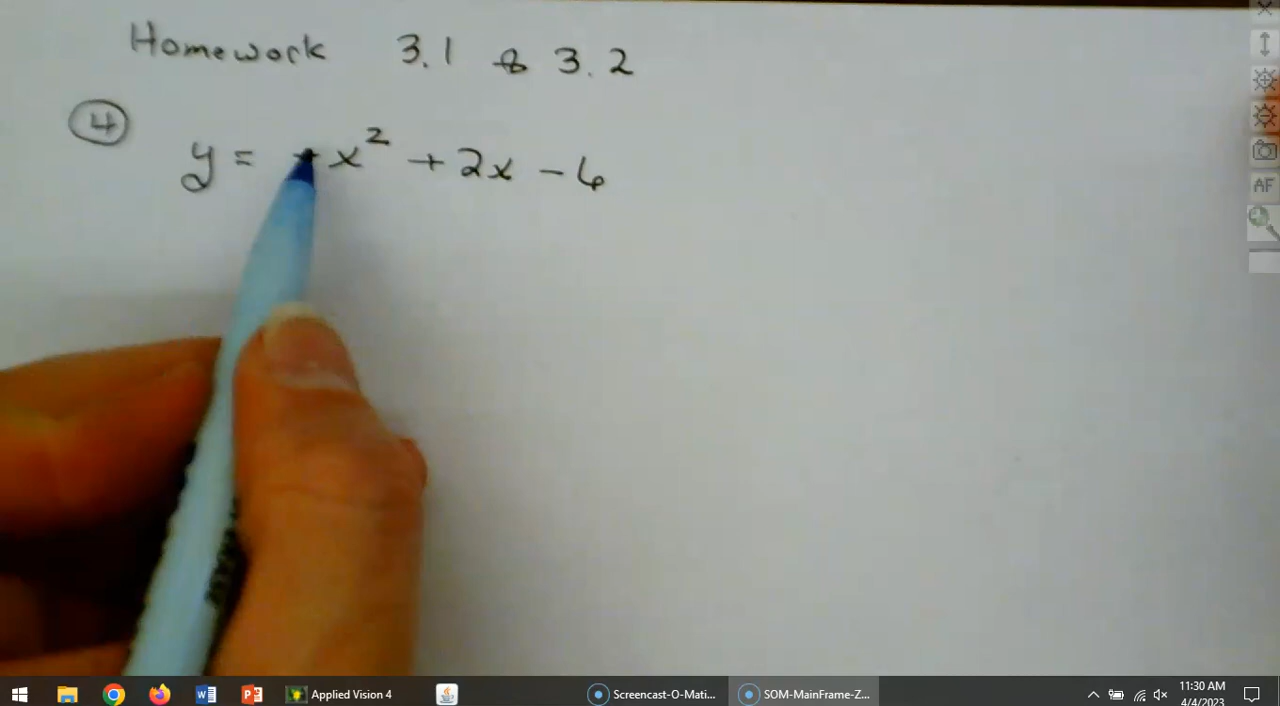 Homework 3.1 & 3.2
④ y = -x² + 2x - 6
AF
Applied Vision 4
Screencast-O-Mati...
SOM-MainFrame-Z...
11:30 AM
4/4/2023